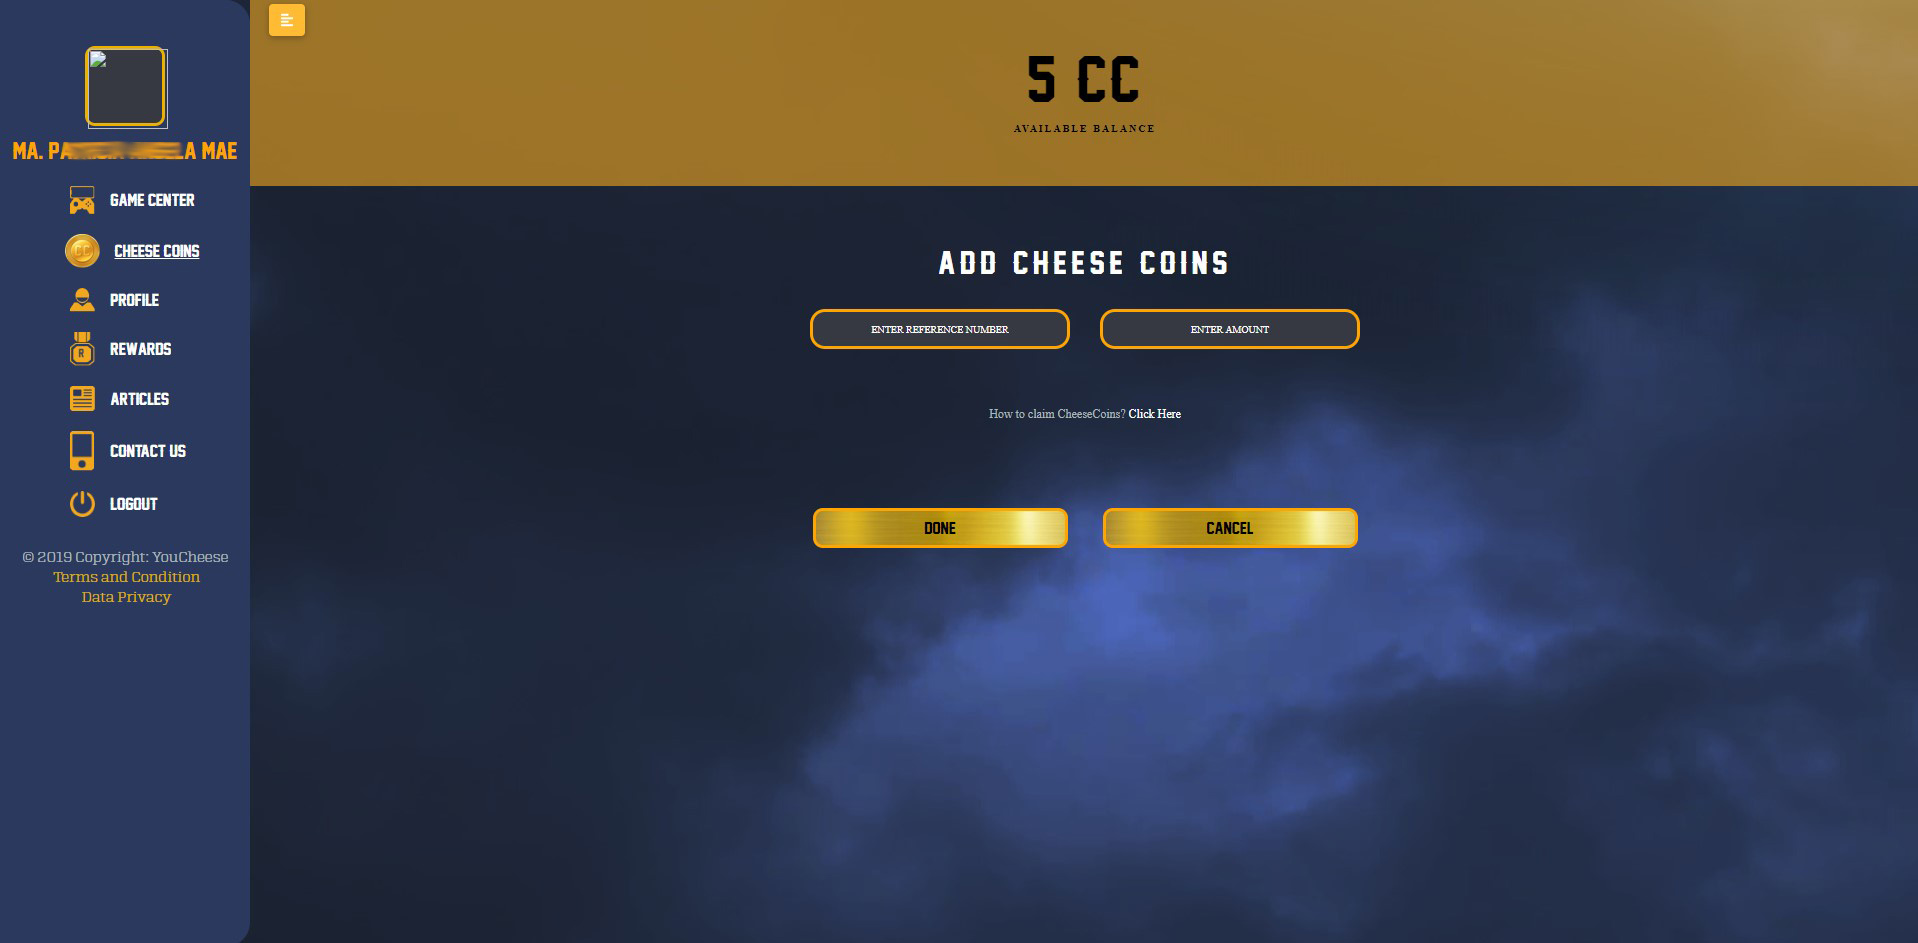 MA. PA
LA MAE
GAME CENTER
CC
CHEESE COINS
PROFILE
R
REWARDS
ARTICLES
CONTACT US
LOGOUT
© 2019 Copyright: YouCheese
Terms and Condition
Data Privacy
5 CC
AVAILABLE BALANCE
ADD CHEESE COINS
ENTER REFERENCE NUMBER
ENTER AMOUNT
How to claim CheeseCoins? Click Here
DONE
CANCEL